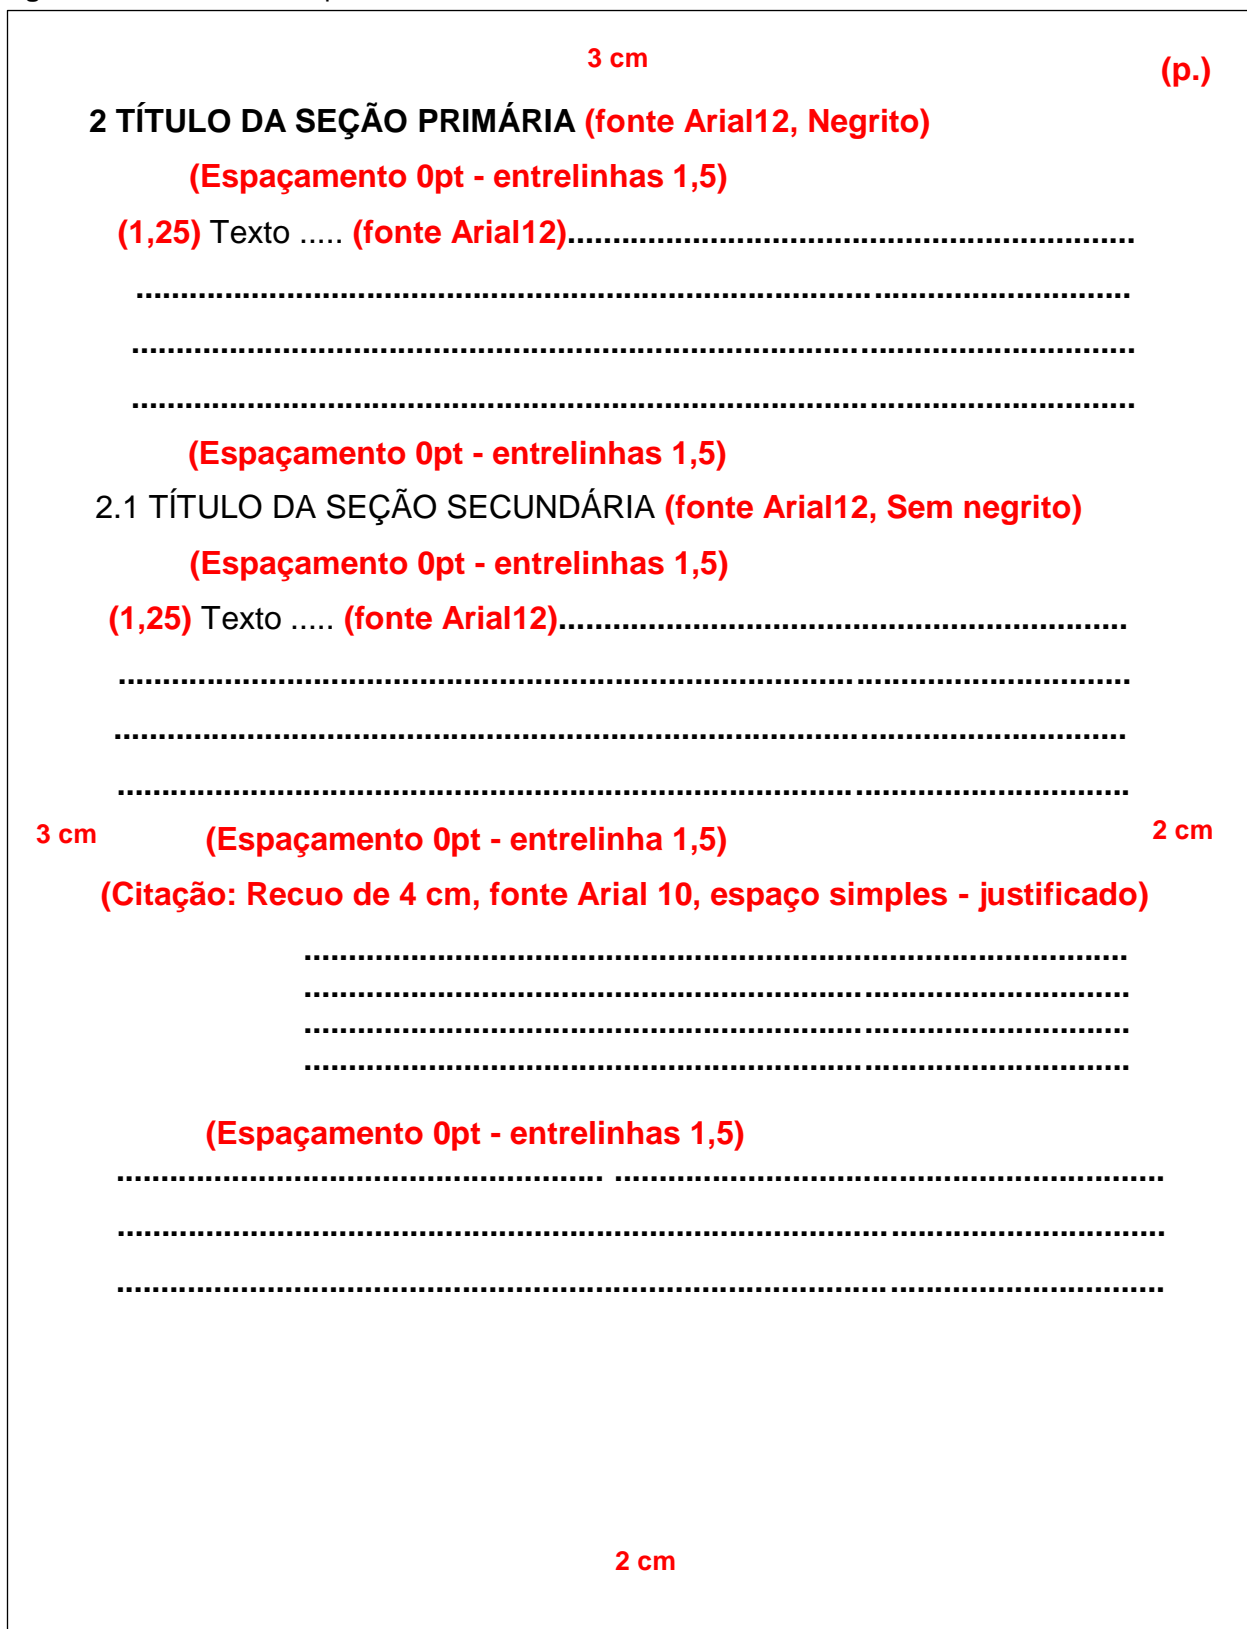 3 cm
(p.)
2 TÍTULO DA SEÇÃO PRIMÁRIA (fonte Arial12, Negrito)
(Espaçamento 0pt - entrelinhas 1,5)
(1,25) Texto ..... (fonte Arial12)................................................................
................................................................................................................
.................................................................................................................
.................................................................................................................
(Espaçamento 0pt - entrelinhas 1,5)
2.1 TÍTULO DA SEÇÃO SECUNDÁRIA (fonte Arial12, Sem negrito)
(Espaçamento 0pt - entrelinhas 1,5)
(1,25) Texto ..... (fonte Arial12)................................................................
..................................................................................................................
..................................................................................................................
..................................................................................................................
3 cm (Espaçamento 0pt - entrelinha 1,5) 2 cm
(Citação: Recuo de 4 cm, fonte Arial 10, espaço simples - justificado)
.............................................................................................
.............................................................................................
.............................................................................................
.............................................................................................
(Espaçamento 0pt - entrelinhas 1,5)
....................................................... ..............................................................
......................................................................................................................
......................................................................................................................
2 cm